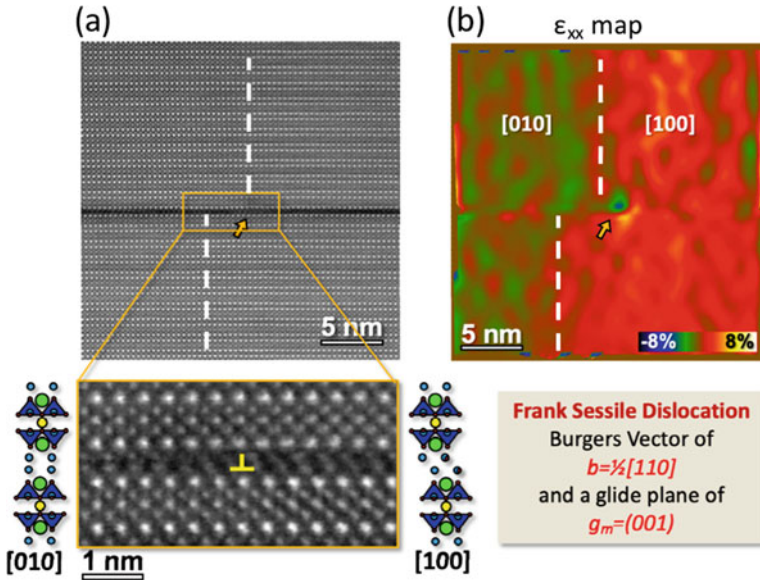 (a)
5 nm
(b)
εxx map
[010]
[100]
5 nm
-8%
8%
[010]
1 nm
[100]
Frank Sessile Dislocation
Burgers Vector of
b=½[110]
and a glide plane of
gm=(001)